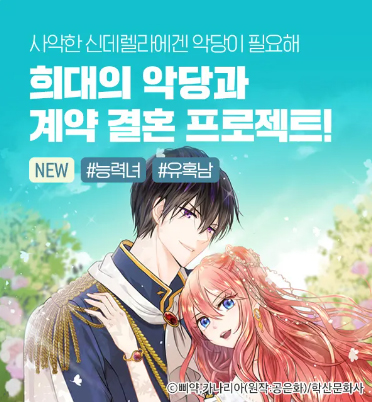 사악한 신데렐라에겐 악당이 필요해
희대의 악당과
계약 결혼 프로젝트!
NEW #능력녀 #유혹남
©삐약,카나리아(원작:공은화)/학산문화사